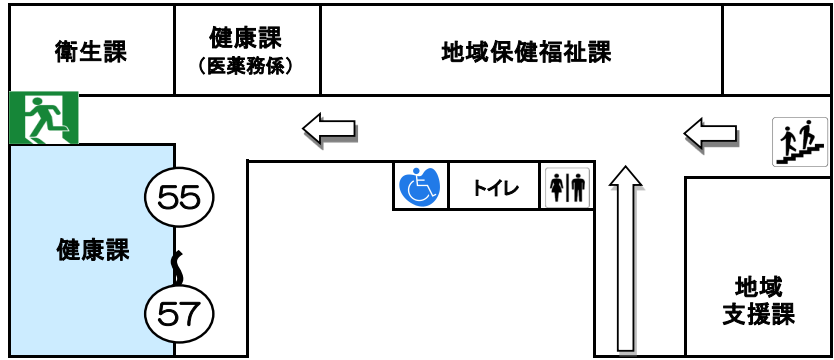 衛生課
健康課
（医薬務係）
地域保健福祉課
トイレ
55
健康課
57
地域
支援課